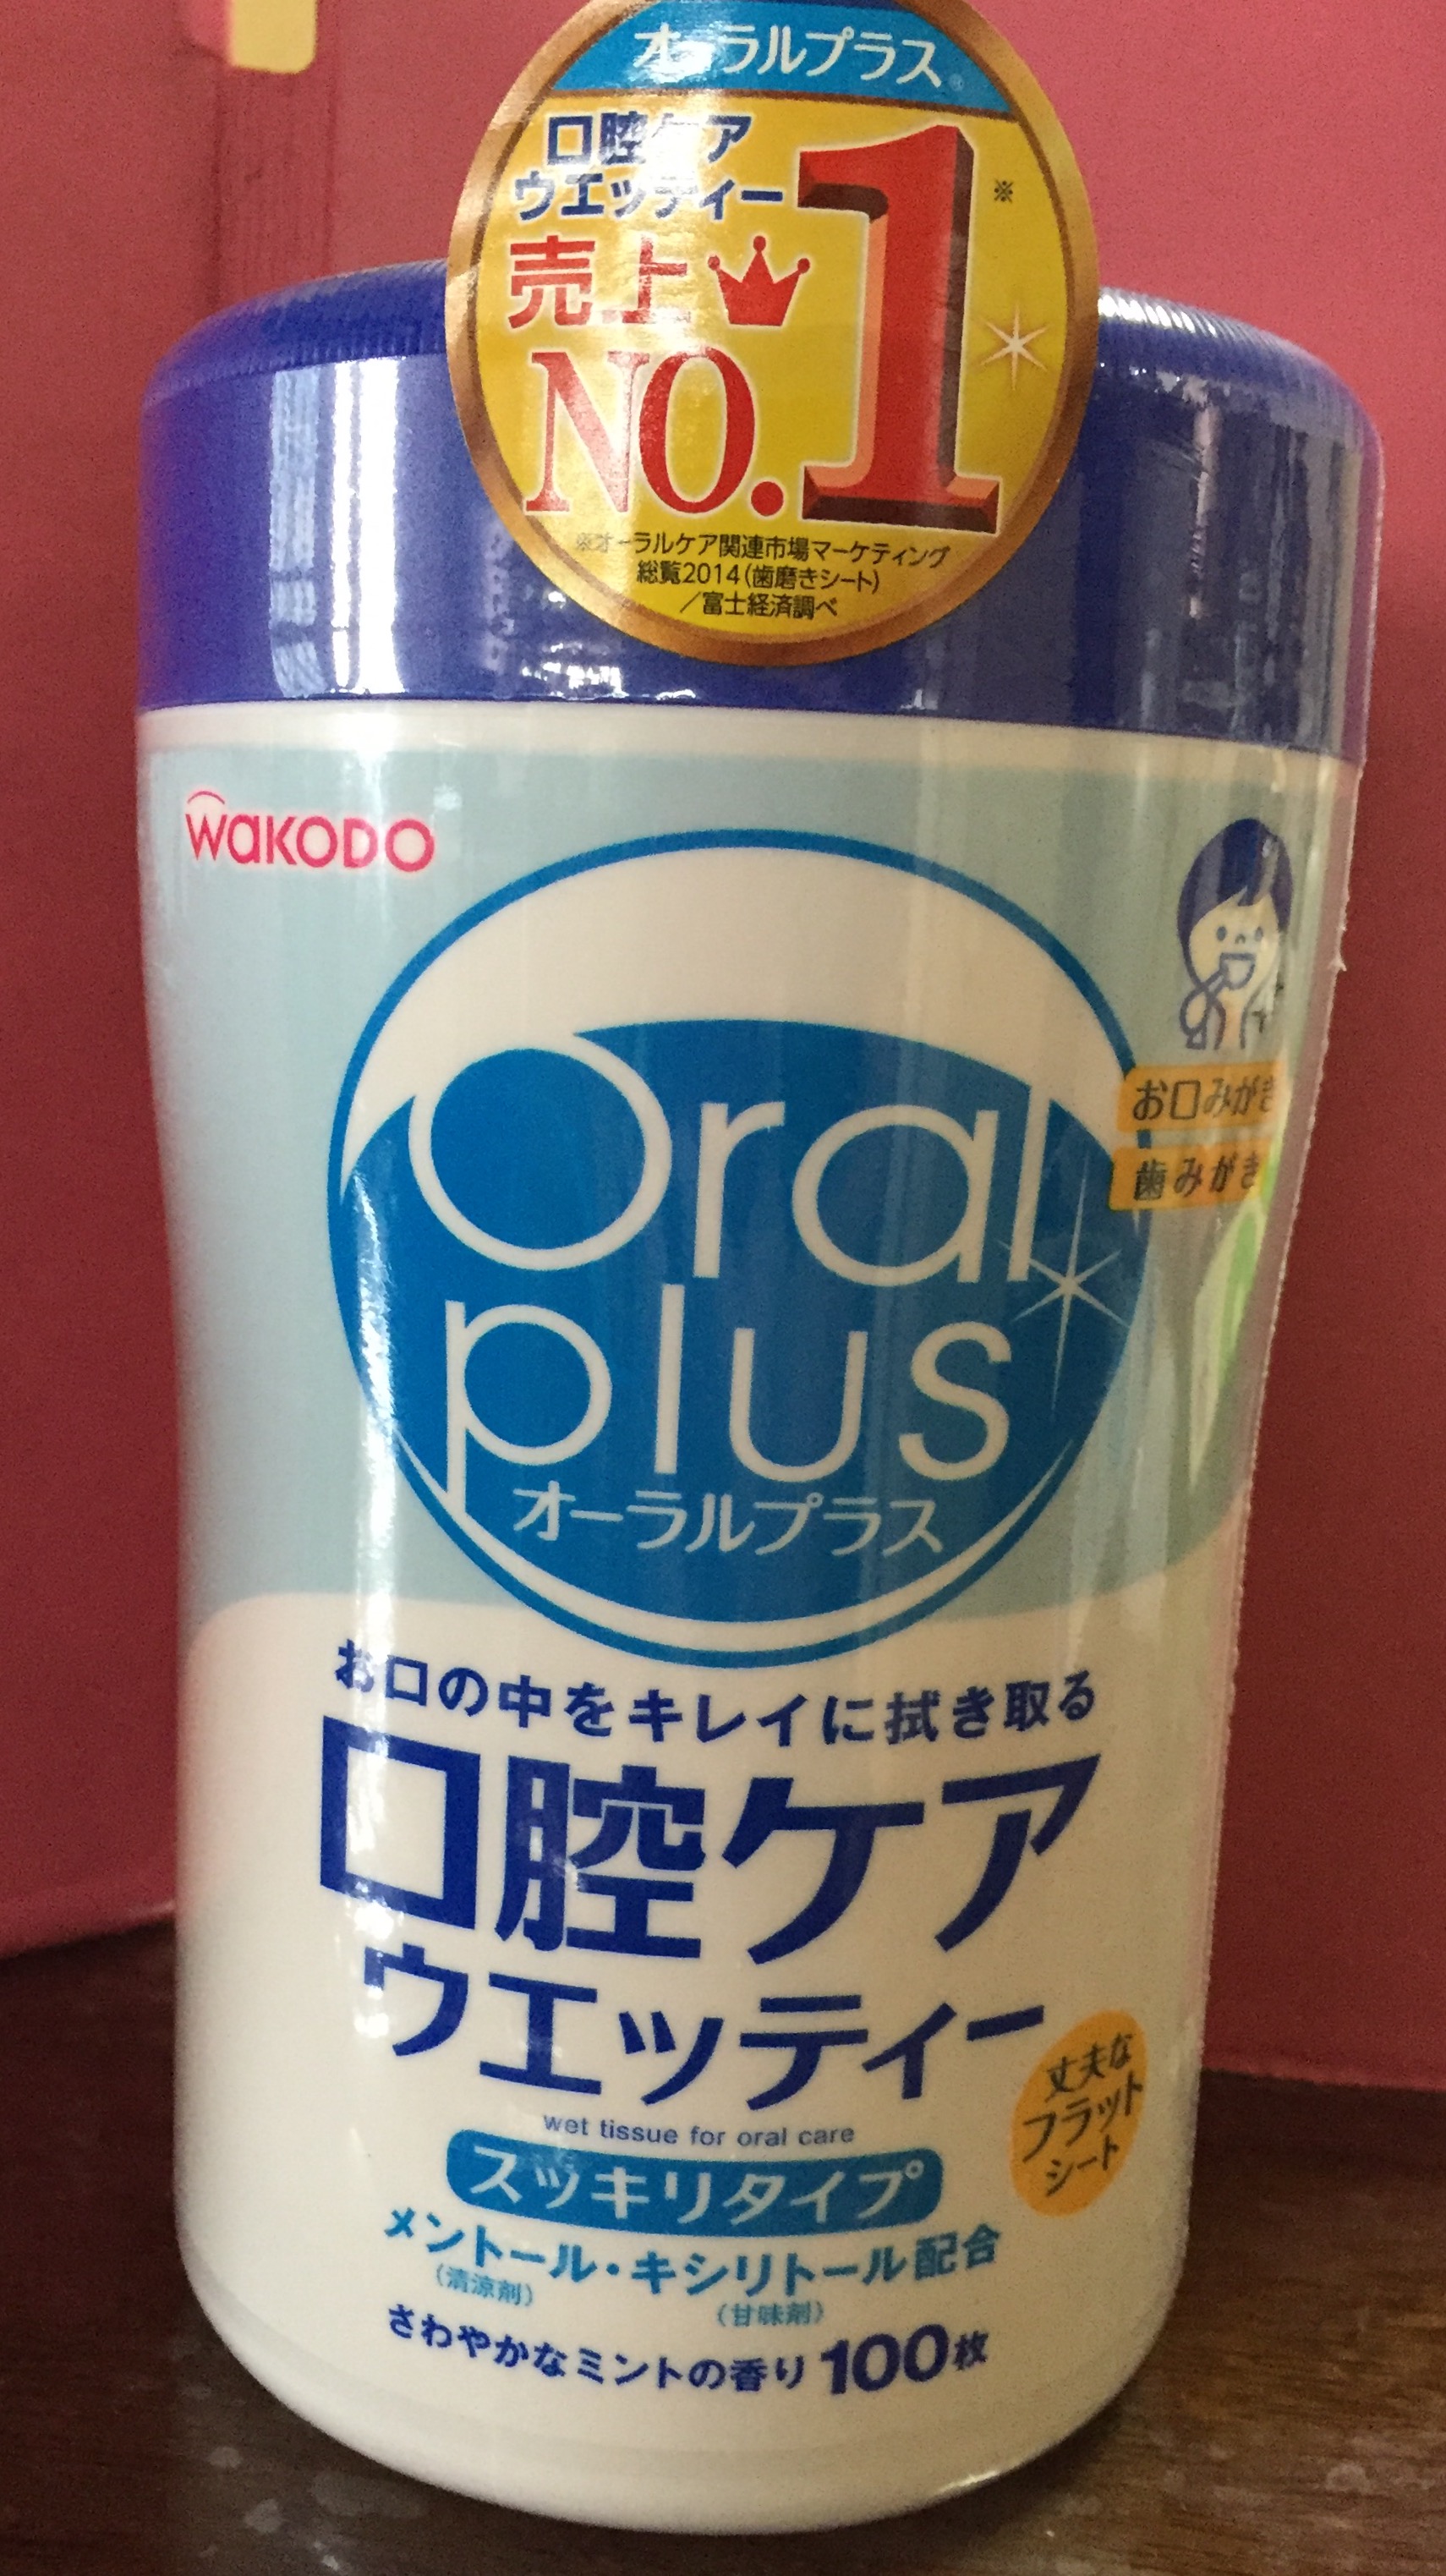 オーラルプラス®
口腔ケア
ウエッティー
売上
NO.1※
※オーラルケア関連市場マーケティング
総覧2014(歯磨きシート)
/富士経済調べ
wakodo
お口みがき
歯みがき
Oral
plus
オーラルプラス
お口の中をキレイに拭き取る
口腔ケア
ウエッティー
wet tissue for oral care
丈夫な
フラット
シート
スッキリタイプ
メントール・キシリトール配合
(清涼剤) (甘味剤)
さわやかなミントの香り 100枚